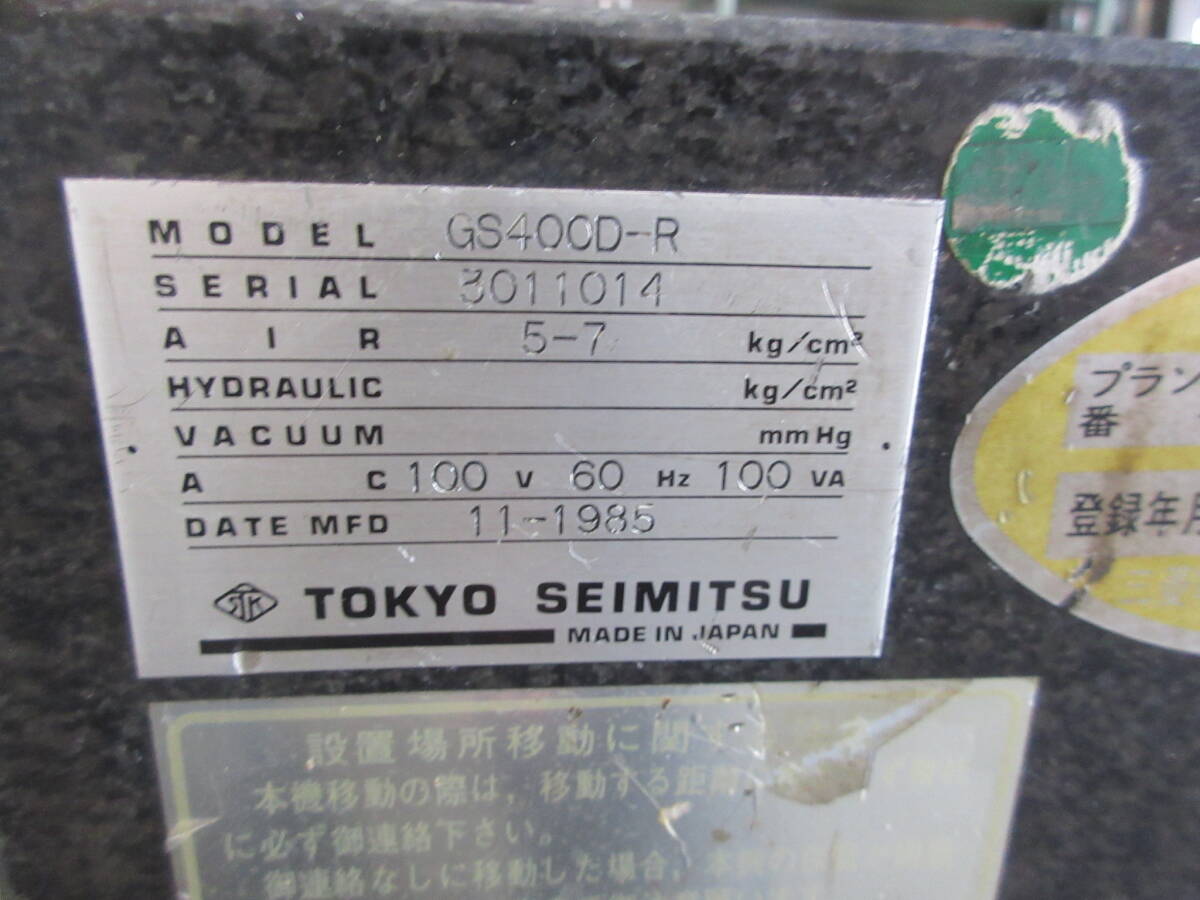 MODEL GS400D-R
SERIAL 3011014
AIR 5-7 kg/cm²
HYDRAULIC kg/cm²
VACUUM mmHg
AC 100 V 60 Hz 100 VA
DATE MFD 11-1985
TSK TOKYO SEIMITSU
MADE IN JAPAN
プラン
番
登録年
設置場所移動に関す
本機移動の際は,移動する距離
に必ず御連絡下さい。
御連絡なしに移動した場合,本